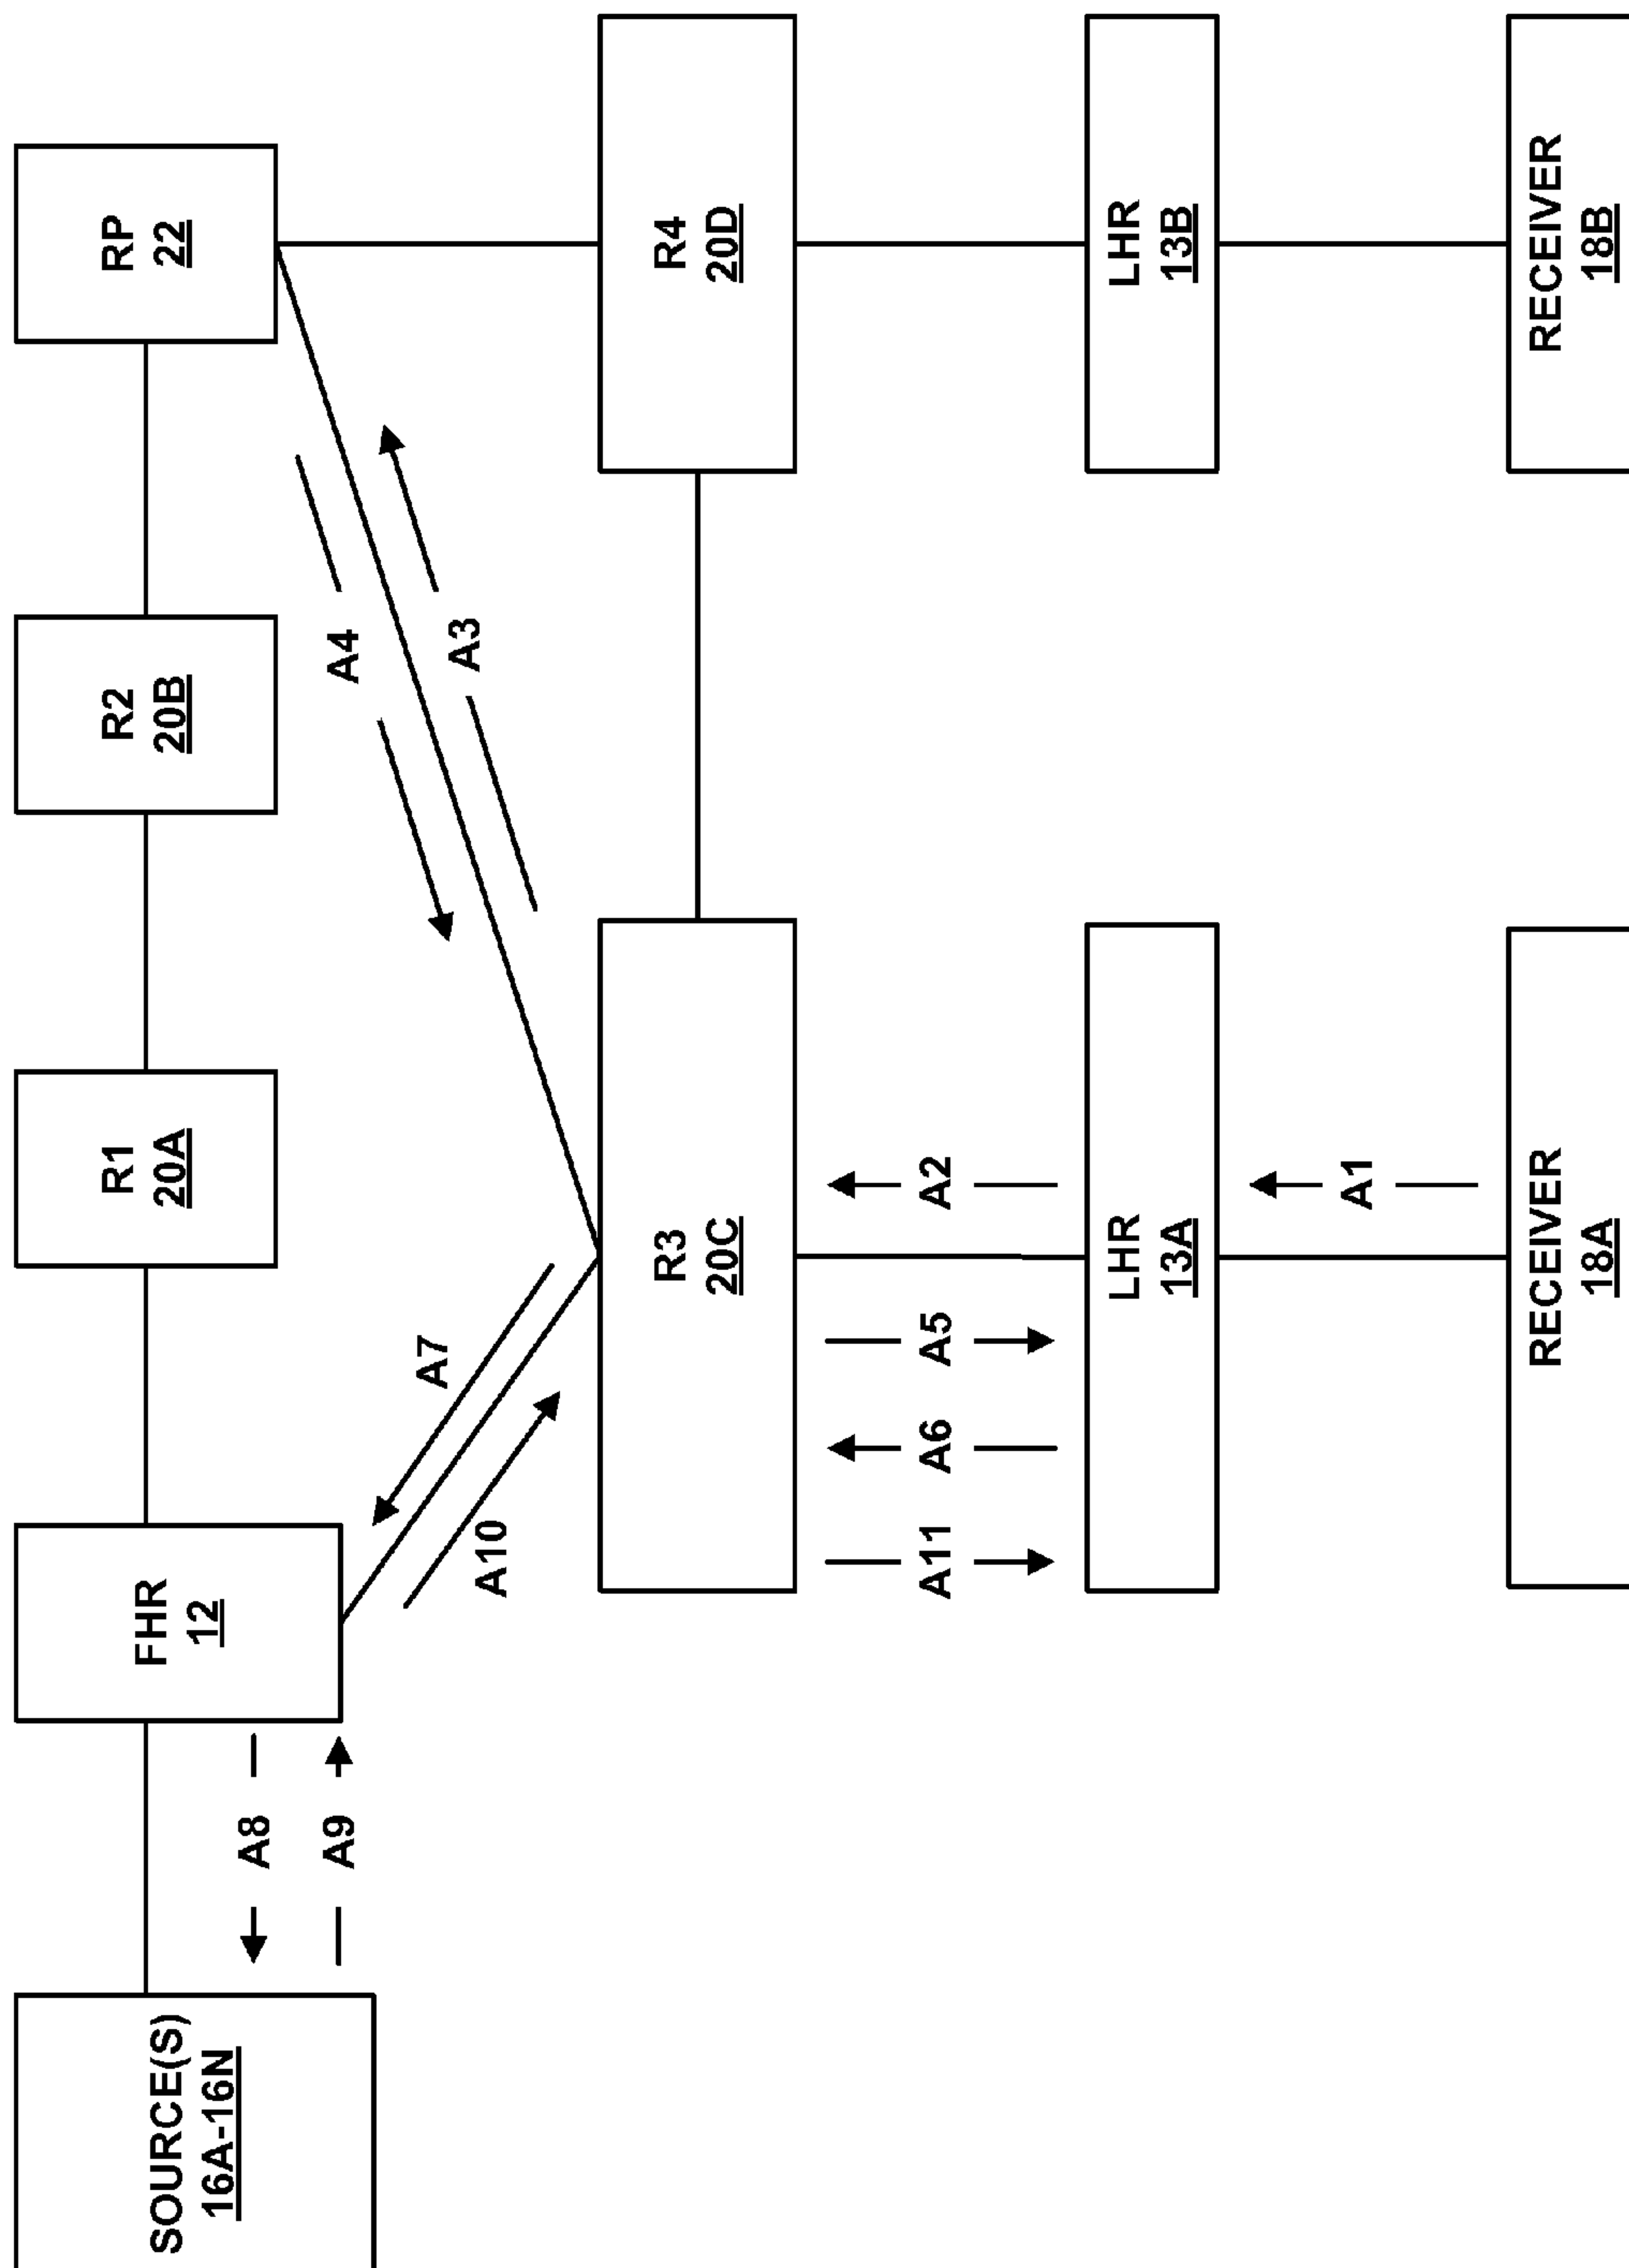 SOURCE(S)
16A-16N
FHR
12
R1
20A
R2
20B
RP
22
A8
A9
A7
A10
A4
A3
R3
20C
R4
20D
A11
A6
A5
A2
LHR
13A
LHR
13B
A1
RECEIVER
18A
RECEIVER
18B